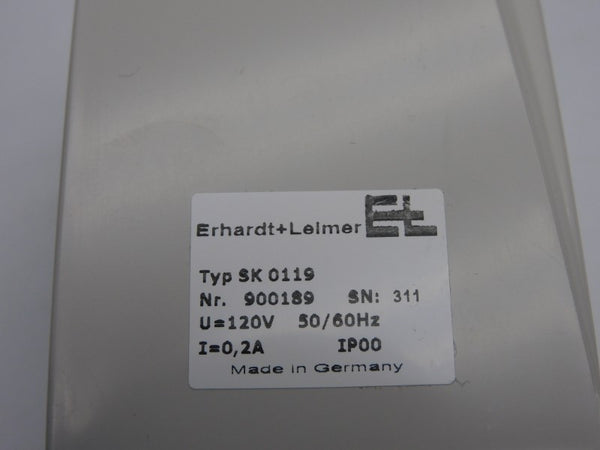 Erhardt+Leimer E+L
Typ SK 0119
Nr. 900189 SN: 311
U=120V 50/60Hz
I=0,2A IP00
Made in Germany